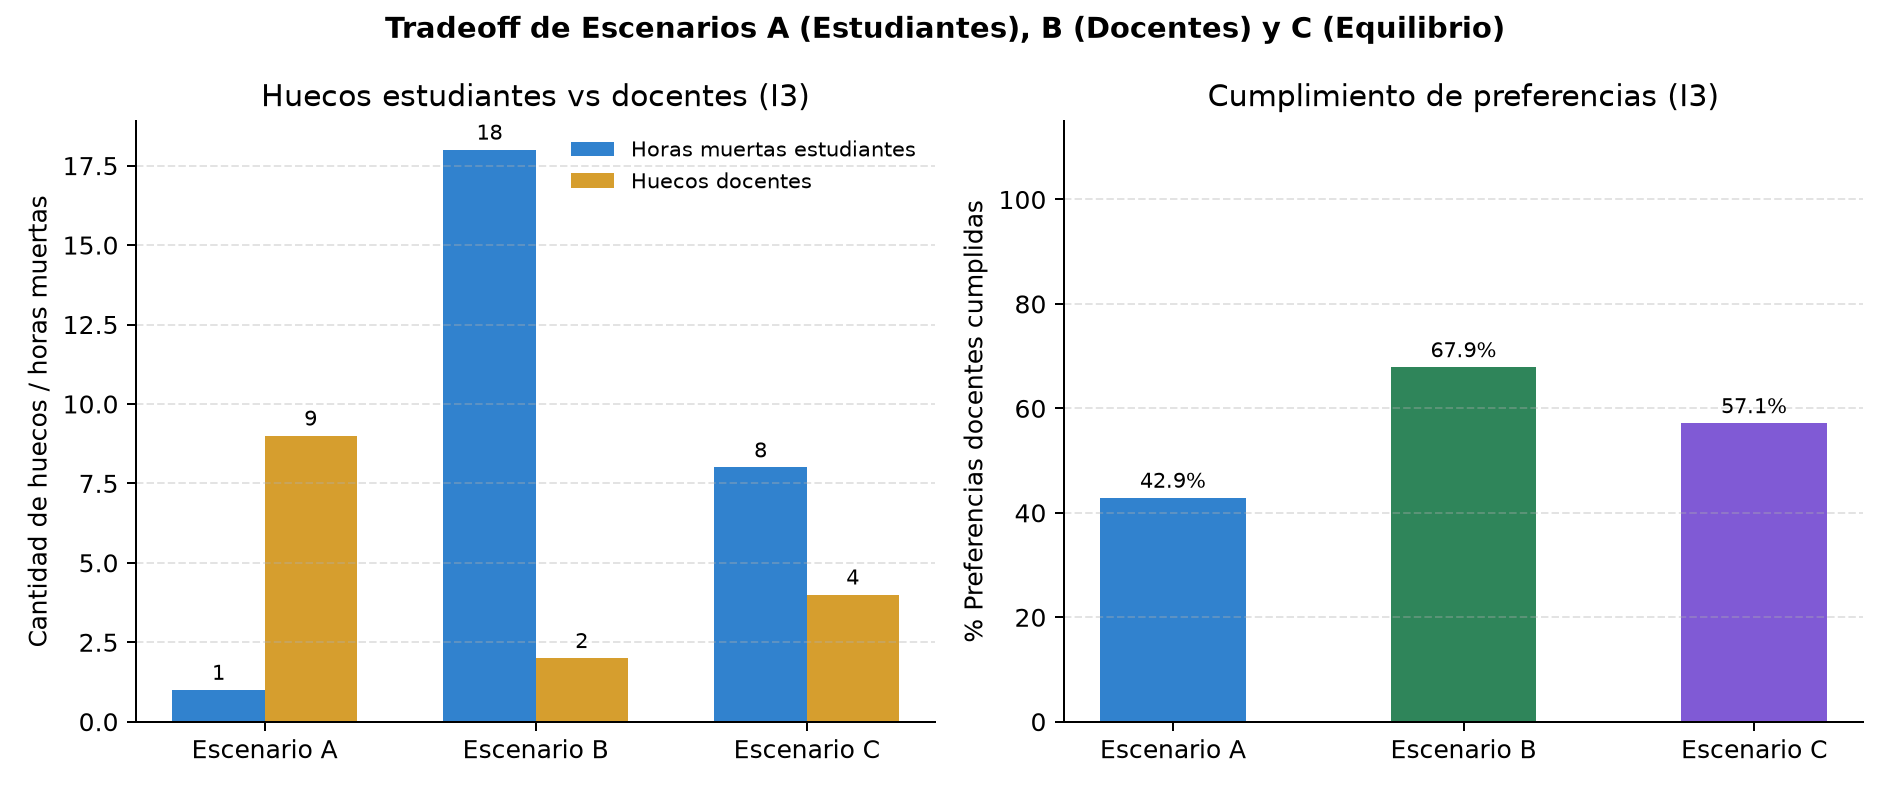 Tradeoff de Escenarios A (Estudiantes), B (Docentes) y C (Equilibrio)
Huecos estudiantes vs docentes (I3)
Cantidad de huecos / horas muertas
17.5
15.0
12.5
10.0
7.5
5.0
2.5
0.0
Horas muertas estudiantes
Huecos docentes
1
9
18
2
8
4
Escenario A
Escenario B
Escenario C
Cumplimiento de preferencias (I3)
% Preferencias docentes cumplidas
100
80
60
40
20
0
42.9%
67.9%
57.1%
Escenario A
Escenario B
Escenario C